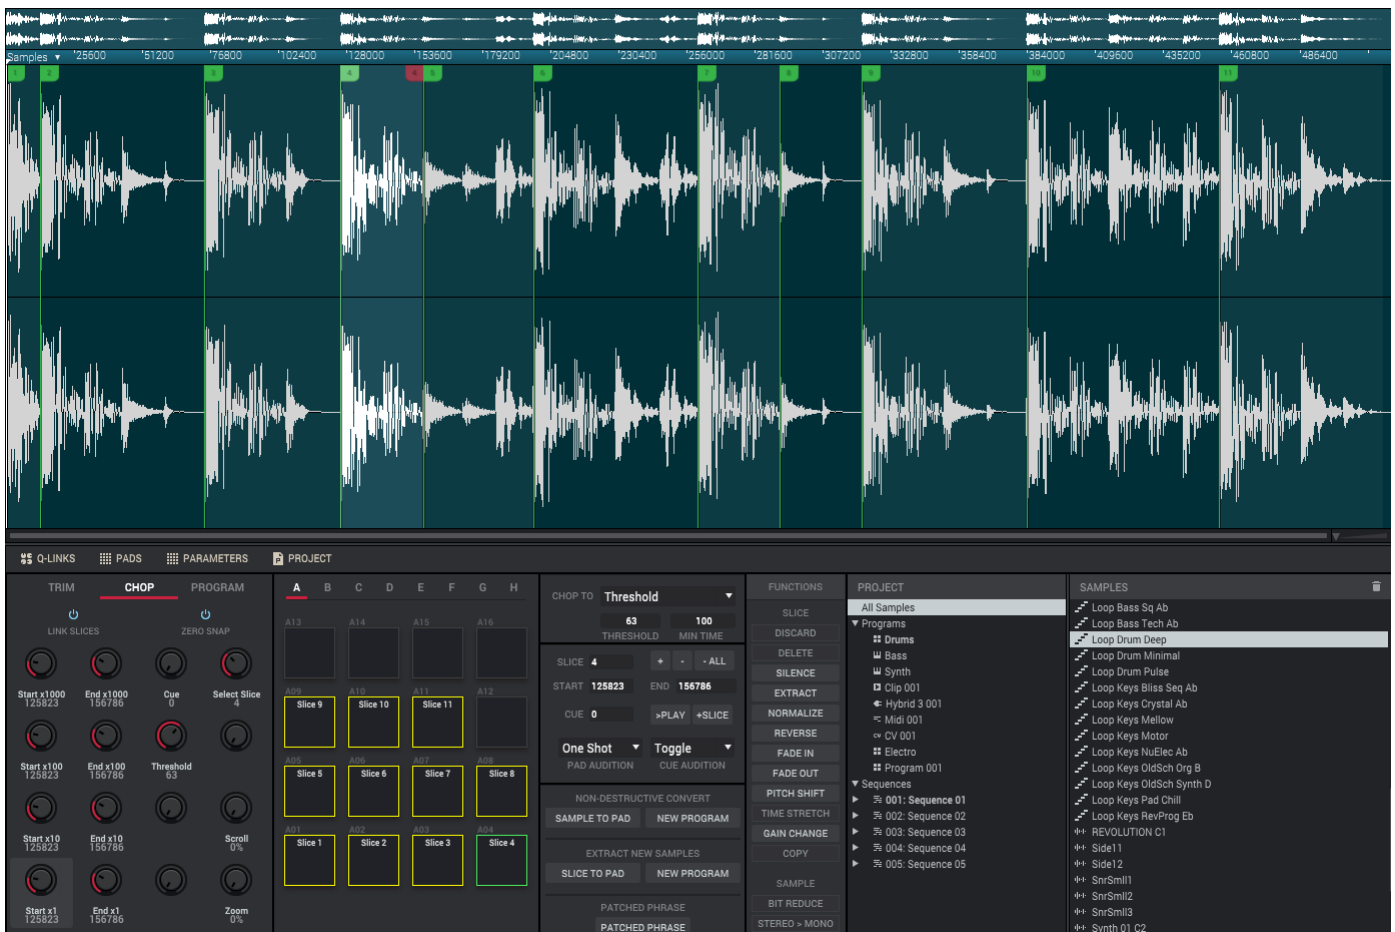 Samples ▾ '25600 '51200 '76800 '102400 '128000 '153600 '179200 '204800 '230400 '256000 '281600 '307200 '332800 '358400 '384000 '409600 '435200 '460800 '486400
1 2 3 4 4 5 6 7 8 9 10 11
Q-LINKS PADS PARAMETERS PROJECT
TRIM CHOP PROGRAM
LINK SLICES ZERO SNAP
Start x1000 End x1000 Cue Select Slice
125823 156786 0 4
Start x100 End x100 Threshold
125823 156786 63
Start x10 End x10 Scroll
125823 156786 0%
Start x1 End x1 Zoom
125823 156786 0%
A B C D E F G H
A13 A14 A15 A16
A09 A10 A11 A12
Slice 9 Slice 10 Slice 11
A05 A06 A07 A08
Slice 5 Slice 6 Slice 7 Slice 8
A01 A02 A03 A04
Slice 1 Slice 2 Slice 3 Slice 4
CHOP TO Threshold
63 100
THRESHOLD MIN TIME
SLICE 4 + - - ALL
START 125823 END 156786
CUE 0 >PLAY +SLICE
One Shot Toggle
PAD AUDITION CUE AUDITION
NON-DESTRUCTIVE CONVERT
SAMPLE TO PAD NEW PROGRAM
EXTRACT NEW SAMPLES
SLICE TO PAD NEW PROGRAM
PATCHED PHRASE
PATCHED PHRASE
FUNCTIONS
SLICE
DISCARD
DELETE
SILENCE
EXTRACT
NORMALIZE
REVERSE
FADE IN
FADE OUT
PITCH SHIFT
TIME STRETCH
GAIN CHANGE
COPY
SAMPLE
BIT REDUCE
STEREO > MONO
PROJECT
All Samples
Programs
Drums
Bass
Synth
Clip 001
Hybrid 3 001
Midi 001
CV CV 001
Electro
Program 001
Sequences
001: Sequence 01
002: Sequence 02
003: Sequence 03
004: Sequence 04
005: Sequence 05
SAMPLES
Loop Bass Sq Ab
Loop Bass Tech Ab
Loop Drum Deep
Loop Drum Minimal
Loop Drum Pulse
Loop Keys Bliss Seq Ab
Loop Keys Crystal Ab
Loop Keys Mellow
Loop Keys Motor
Loop Keys NuElec Ab
Loop Keys OldSch Org B
Loop Keys OldSch Synth D
Loop Keys Pad Chill
Loop Keys RevProg Eb
REVOLUTION C1
Side11
Side12
SnrSmll1
SnrSmll2
SnrSmll3
Synth 01 C2